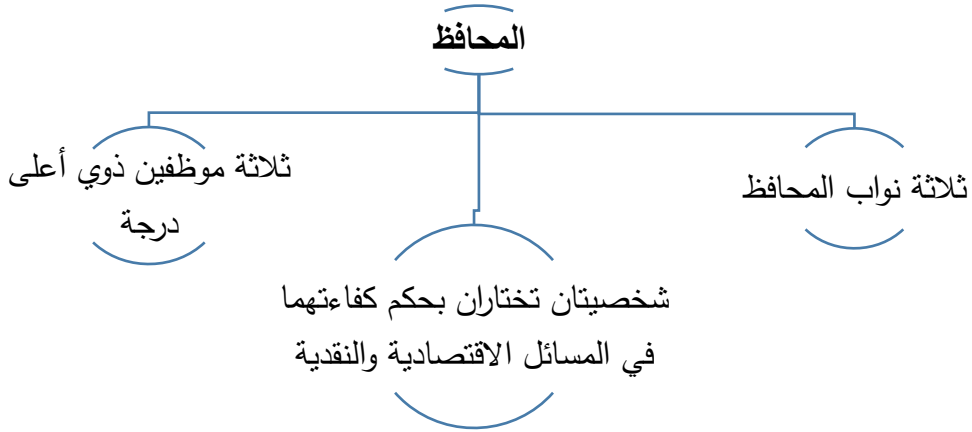 المحافظ
ثلاثة نواب المحافظ
ثلاثة موظفين ذوي أعلى
درجة
شخصيتان تختاران بحكم كفاءتهما
في المسائل الاقتصادية والنقدية